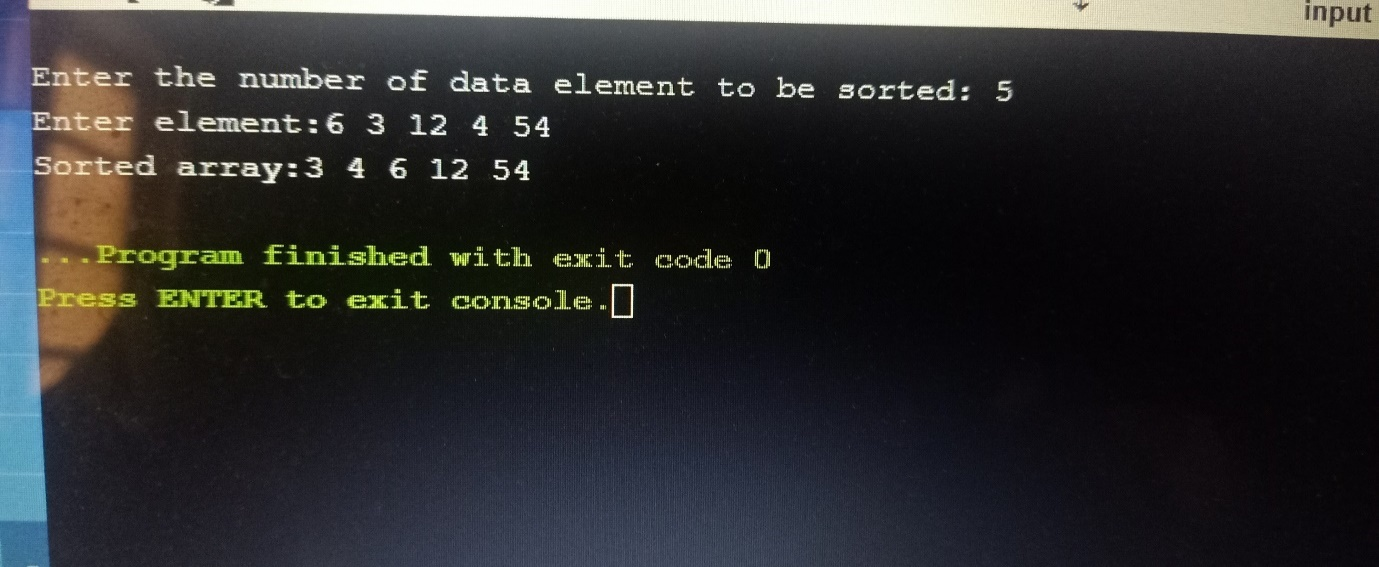 input
Enter the number of data element to be sorted: 5
Enter element:6 3 12 4 54
Sorted array:3 4 6 12 54
...Program finished with exit code 0
Press ENTER to exit console.